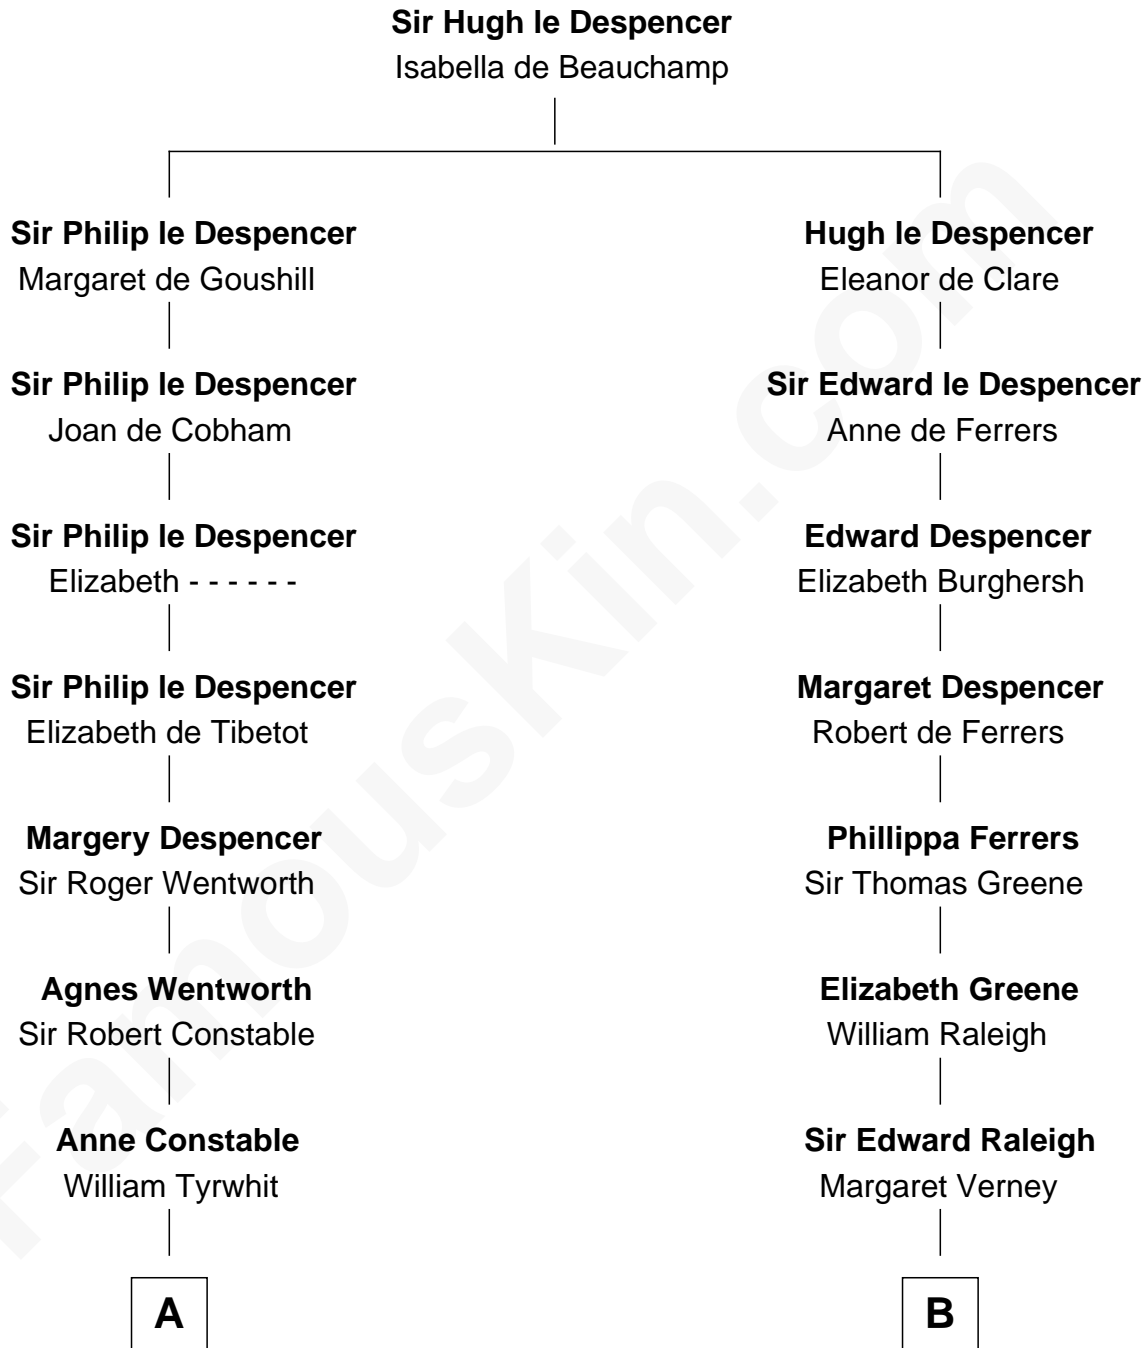 Sir Hugh le Despencer
Isabella de Beauchamp
Sir Philip le Despencer
Margaret de Goushill
Hugh le Despencer
Eleanor de Clare
Sir Philip le Despencer
Joan de Cobham
Sir Edward le Despencer
Anne de Ferrers
Sir Philip le Despencer
Elizabeth - - - - - -
Edward Despencer
Elizabeth Burghersh
Sir Philip le Despencer
Elizabeth de Tibetot
Margaret Despencer
Robert de Ferrers
Margery Despencer
Sir Roger Wentworth
Phillippa Ferrers
Sir Thomas Greene
Agnes Wentworth
Sir Robert Constable
Elizabeth Greene
William Raleigh
Anne Constable
William Tyrwhit
Sir Edward Raleigh
Margaret Verney
A
B
FamousKin.com